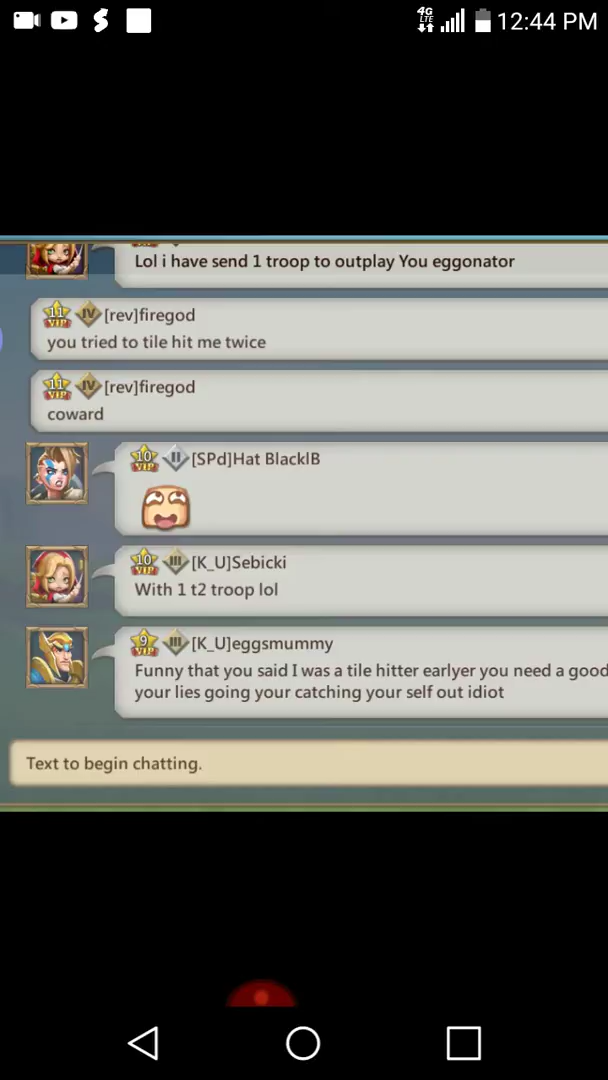 4G LTE 12:44 PM
Lol i have send 1 troop to outplay You eggonator
11 VIP IV [rev]firegod
you tried to tile hit me twice
11 VIP IV [rev]firegod
coward
10 VIP II [SPd]Hat BlacklB
10 VIP III [K_U]Sebicki
With 1 t2 troop lol
9 VIP III [K_U]eggsmummy
Funny that you said I was a tile hitter earlyer you need a good
your lies going your catching your self out idiot
Text to begin chatting.